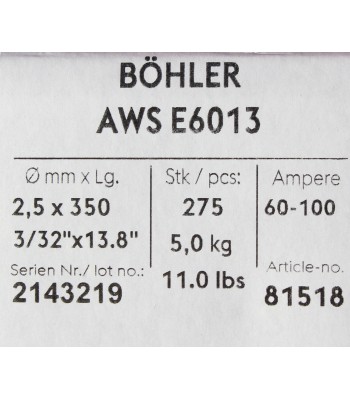 BÖHLER
AWS E6013
Ø mm x Lg.
2,5 x 350
3/32"x13.8"
Serien Nr./ lot no.:
2143219
Stk / pcs:
275
5,0 kg
11.0 lbs
Ampere
60-100
Article-no.
81518